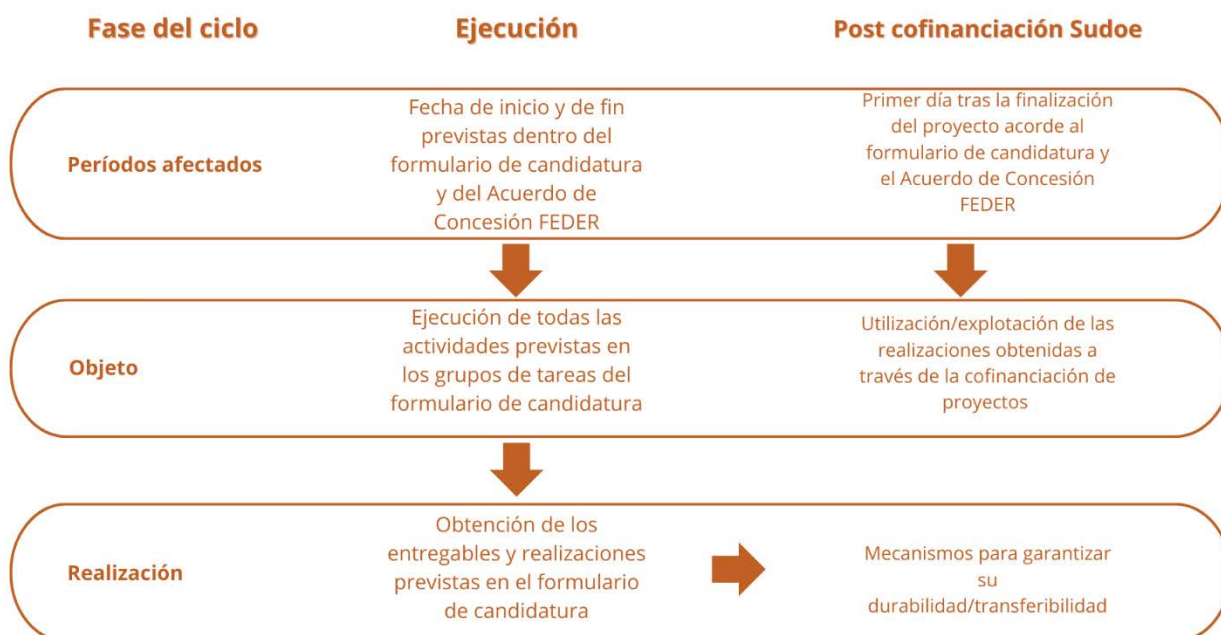 Fase del ciclo
Ejecución
Post cofinanciación Sudoe
Períodos afectados
Fecha de inicio y de fin
previstas dentro del
formulario de candidatura
y del Acuerdo de
Concesión FEDER
Primer día tras la finalización
del proyecto acorde al
formulario de candidatura y
el Acuerdo de Concesión
FEDER
Objeto
Ejecución de todas las
actividades previstas en
los grupos de tareas del
formulario de candidatura
Utilización/explotación de las
realizaciones obtenidas a
través de la cofinanciación de
proyectos
Realización
Obtención de los
entregables y realizaciones
previstas en el formulario
de candidatura
Mecanismos para garantizar
su
durabilidad/transferibilidad